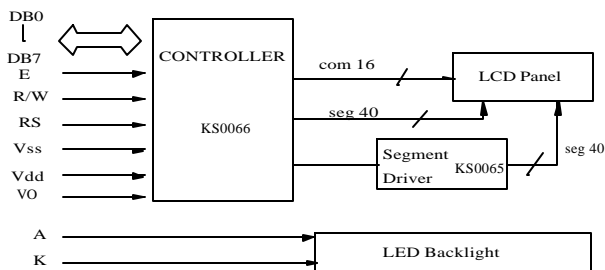 DB0
DB7
E
R/W
RS
Vss
Vdd
VO
CONTROLLER
KS0066
com 16
seg 40
LCD Panel
Segment
Driver
KS0065
seg 40
A
K
LED Backlight